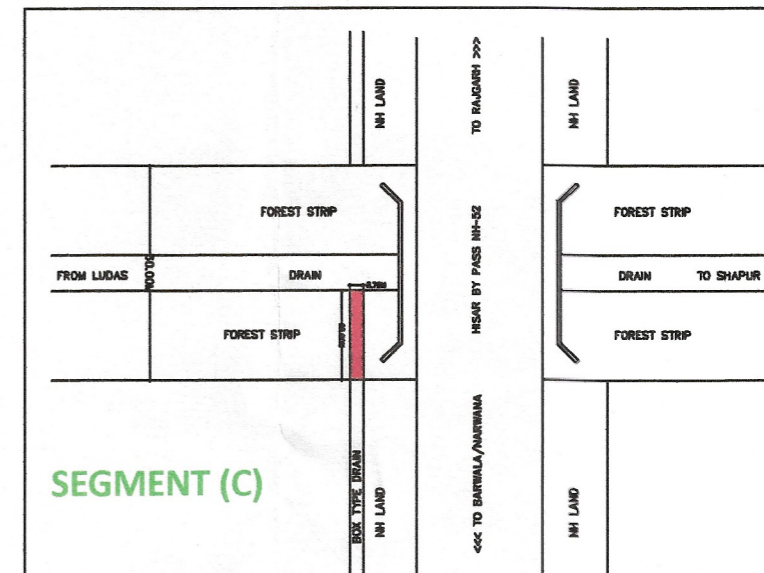 NH LAND
TO RAJGARH >>>
NH LAND
FOREST STRIP
FOREST STRIP
FROM LUDAS
DRAIN
HISAR BY PASS NH-52
DRAIN
TO SHAPUR
FOREST STRIP
FOREST STRIP
SEGMENT (C)
BOX TYPE DRAIN
NH LAND
<<< TO BARWALA/NARWANA
NH LAND